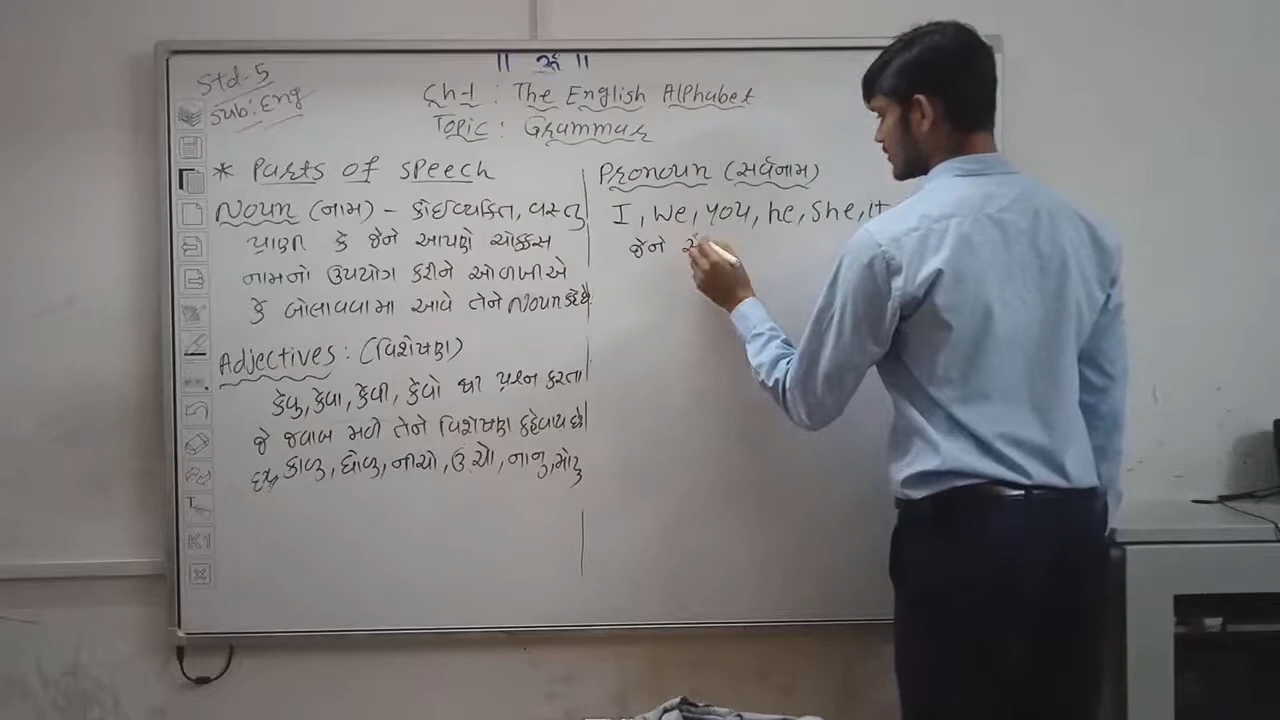 || ૐ ||
Std-5
Sub: Eng
Ch-1 : The English Alphabet
Topic : Grammar
* Parts of speech
Noun (નામ) - કોઈ વ્યકિત, વસ્તુ
પ્રાણી કે જેને આપણે ચોક્કસ
નામનો ઉપયોગ કરીને ઓળખીએ
કે બોલાવવામા આવે તેને Noun કહે છે
Adjectives : (વિશેષણ)
કેવુ, કેવા, કેવી, કેવો થી પ્રશ્ન કરતા
જે જવાબ મળે તેને વિશેષણ કહેવાય છે
કાળુ, ધોળુ, નીચો, ઉંચો, નાનુ, મોટુ
Pronoun (સર્વનામ)
I, we, you, he, she, it
જેને
K1